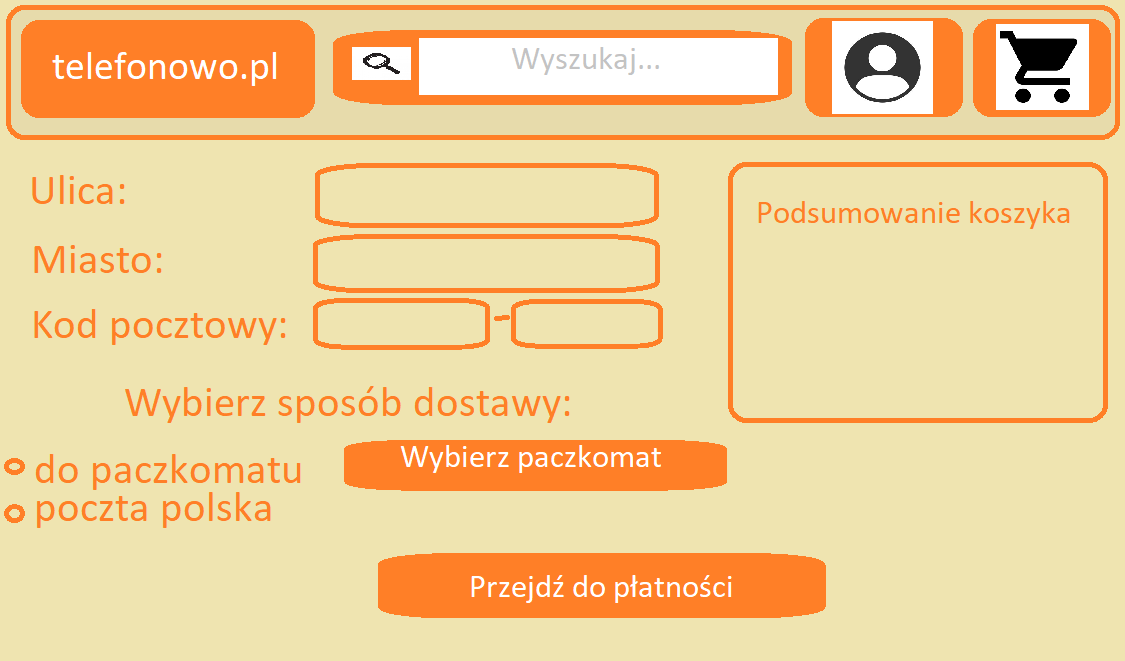 telefonowo.pl
Wyszukaj...
Ulica:
Miasto:
Kod pocztowy: -
Podsumowanie koszyka
Wybierz sposób dostawy:
do paczkomatu
Wybierz paczkomat
poczta polska
Przejdź do płatności